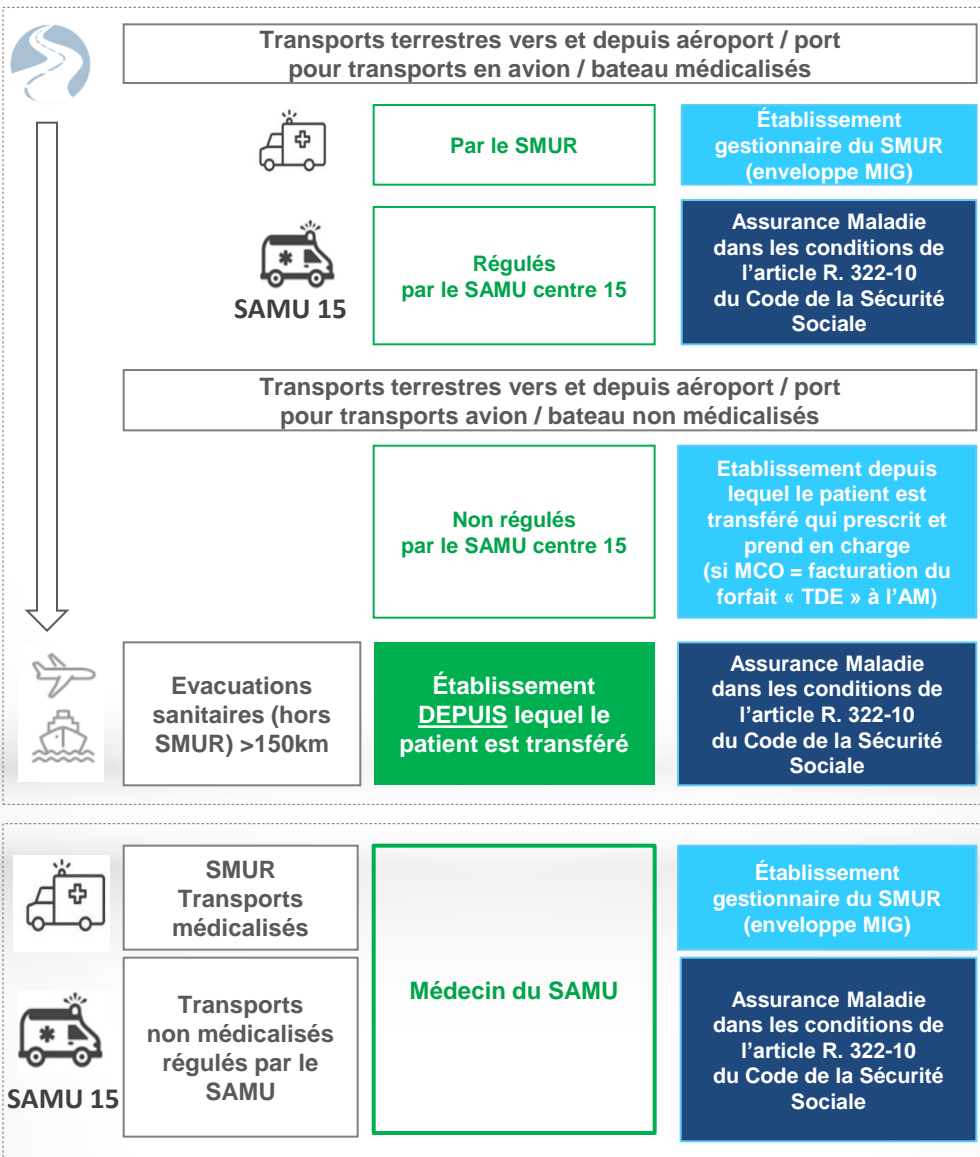 Transports terrestres vers et depuis aéroport / port
pour transports en avion / bateau médicalisés
Par le SMUR
Établissement
gestionnaire du SMUR
(enveloppe MIG)
SAMU 15
Régulés
par le SAMU centre 15
Assurance Maladie
dans les conditions de
l'article R. 322-10
du Code de la Sécurité
Sociale
Transports terrestres vers et depuis aéroport / port
pour transports avion / bateau non médicalisés
Non régulés
par le SAMU centre 15
Etablissement depuis
lequel le patient est
transféré qui prescrit et
prend en charge
(si MCO = facturation du
forfait « TDE » à l'AM)
Evacuations
sanitaires (hors
SMUR) >150km
Établissement
DEPUIS lequel le
patient est transféré
Assurance Maladie
dans les conditions de
l'article R. 322-10
du Code de la Sécurité
Sociale
SMUR
Transports
médicalisés
Médecin du SAMU
Établissement
gestionnaire du SMUR
(enveloppe MIG)
SAMU 15
Transports
non médicalisés
régulés par le
SAMU
Assurance Maladie
dans les conditions de
l'article R. 322-10
du Code de la Sécurité
Sociale